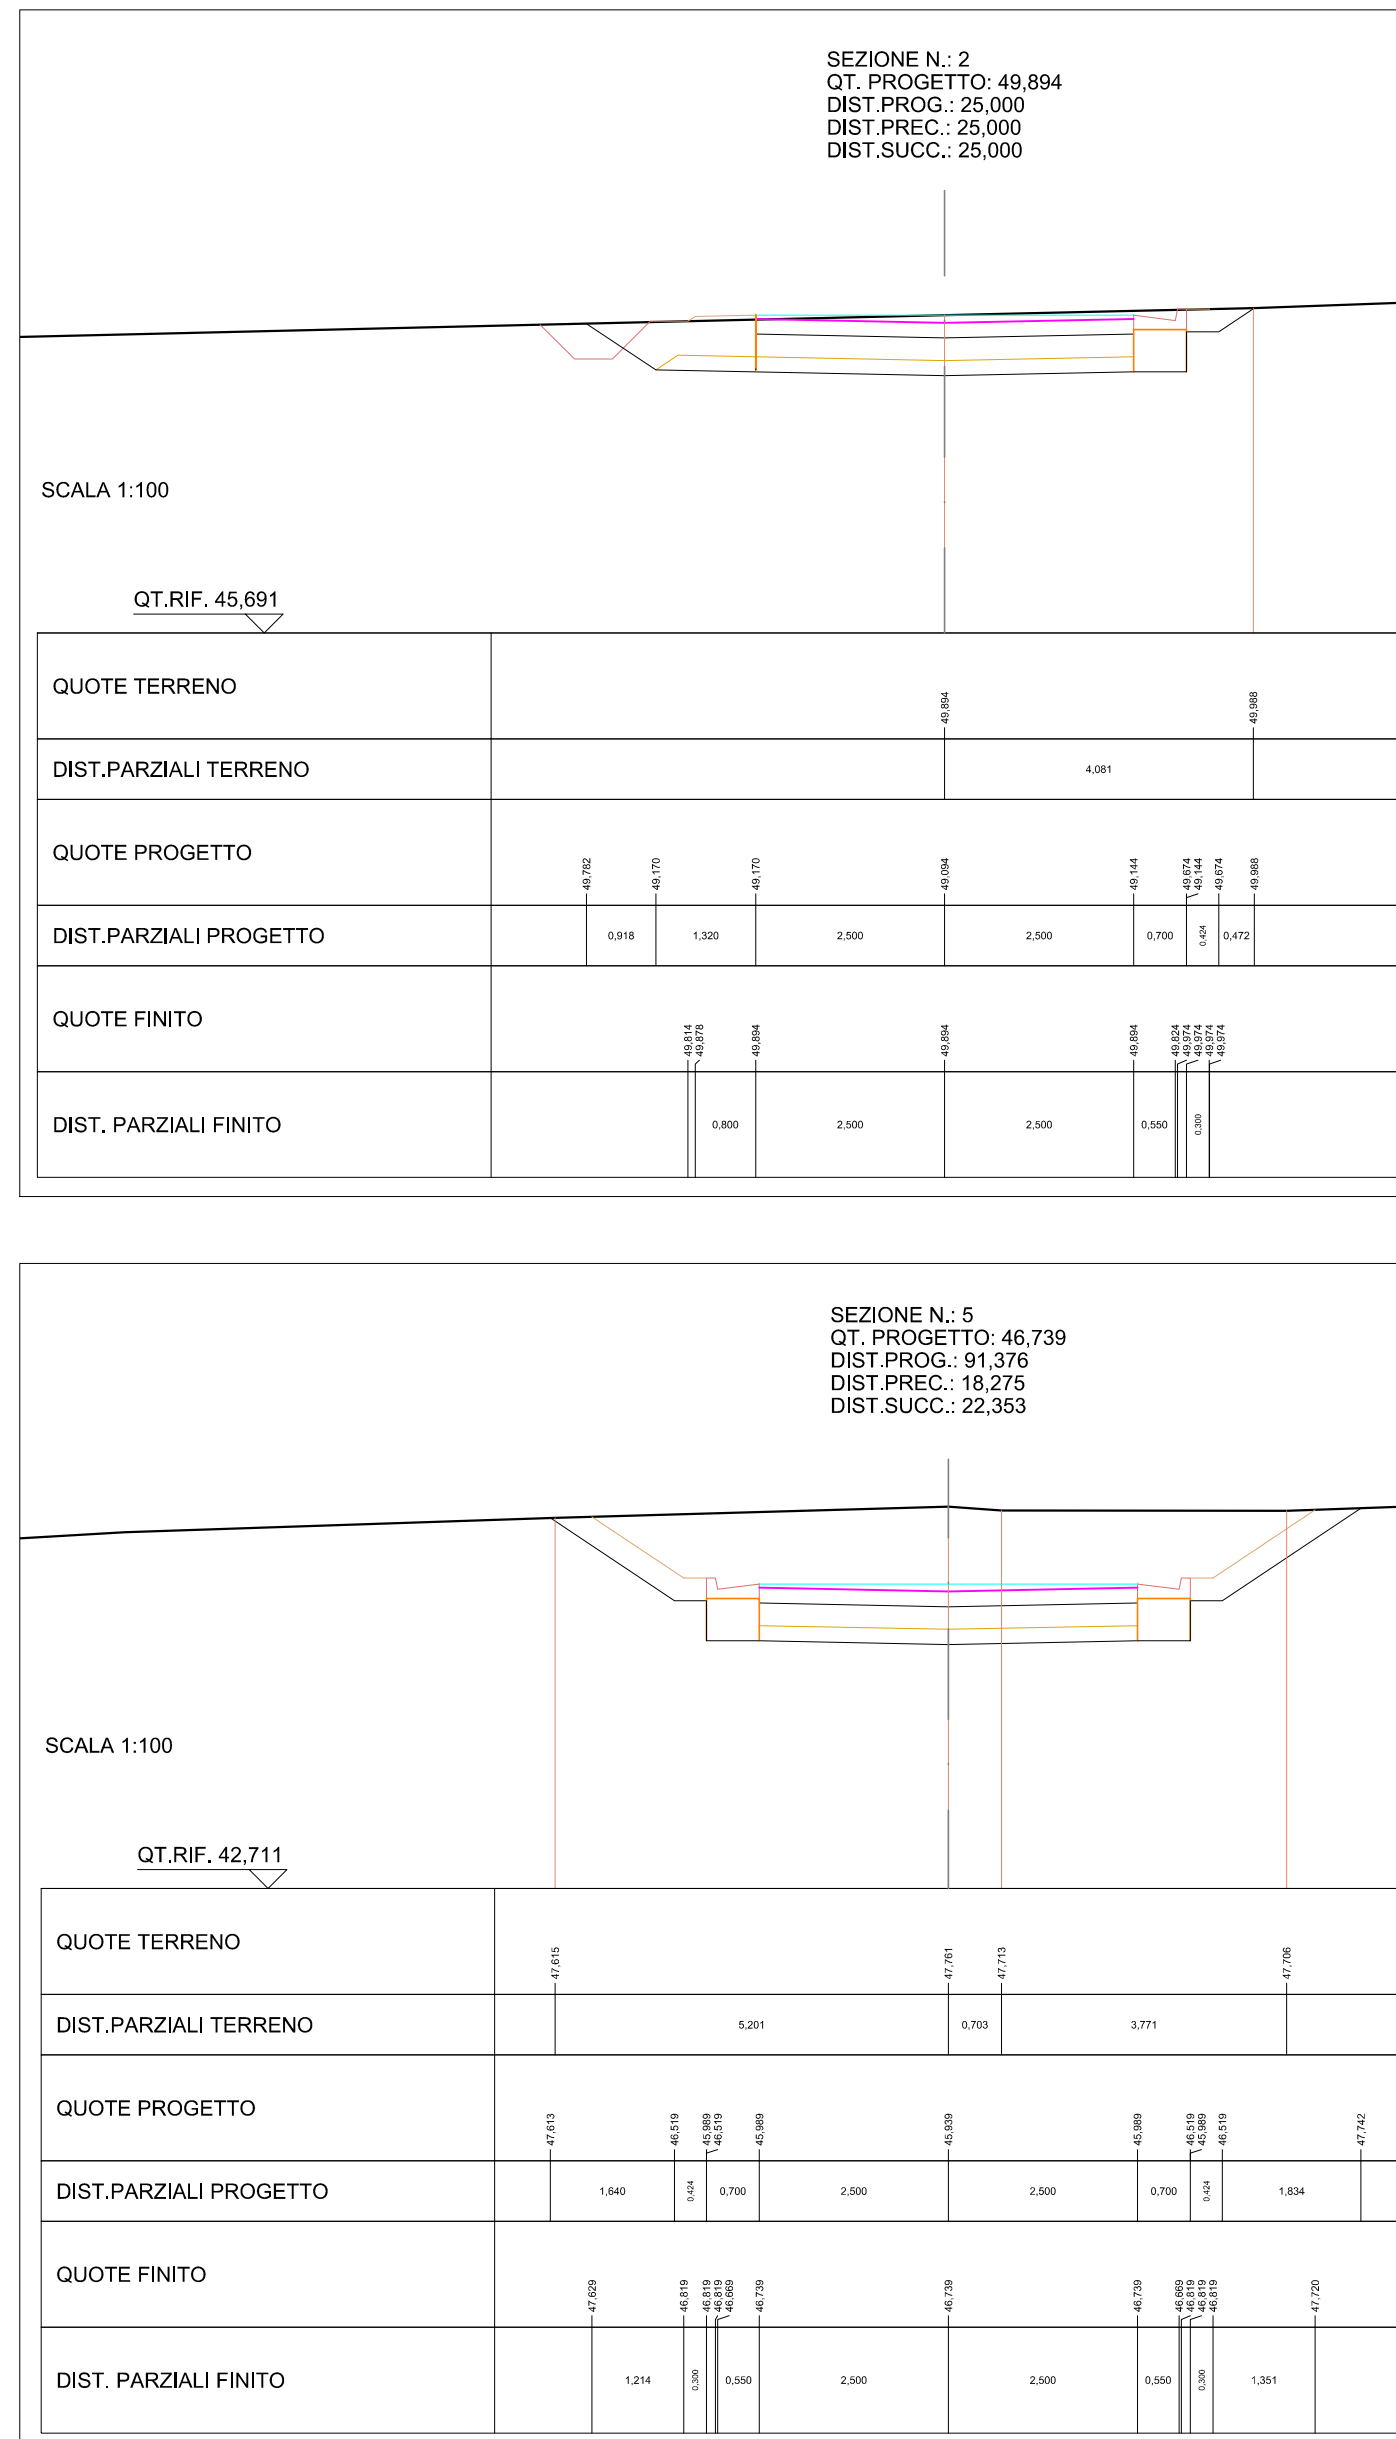 SEZIONE N.: 2
QT. PROGETTO: 49,894
DIST.PROG.: 25,000
DIST.PREC.: 25,000
DIST.SUCC.: 25,000
SCALA 1:100
QT.RIF. 45,691
QUOTE TERRENO
49,894 49,988
DIST.PARZIALI TERRENO
4,081
QUOTE PROGETTO
49,782 49,170 49,170 49,094 49,144 49,674 49,144 49,674 49,988
DIST.PARZIALI PROGETTO
0,918 1,320 2,500 2,500 0,700 0,424 0,472
QUOTE FINITO
49,814 49,878 49,894 49,894 49,894 49,824 49,974 49,974 49,974 49,974
DIST. PARZIALI FINITO
0,800 2,500 2,500 0,550 0,300
SEZIONE N.: 5
QT. PROGETTO: 46,739
DIST.PROG.: 91,376
DIST.PREC.: 18,275
DIST.SUCC.: 22,353
SCALA 1:100
QT.RIF. 42,711
QUOTE TERRENO
47,615 47,761 47,713 47,706
DIST.PARZIALI TERRENO
5,201 0,703 3,771
QUOTE PROGETTO
47,613 46,519 45,989 46,519 45,989 45,939 45,989 46,519 45,989 46,519 47,742
DIST.PARZIALI PROGETTO
1,640 0,424 0,700 2,500 2,500 0,700 0,424 1,834
QUOTE FINITO
47,629 46,819 46,819 46,819 46,669 46,739 46,739 46,739 46,669 46,819 46,819 46,819 47,720
DIST. PARZIALI FINITO
1,214 0,300 0,550 2,500 2,500 0,550 0,300 1,351